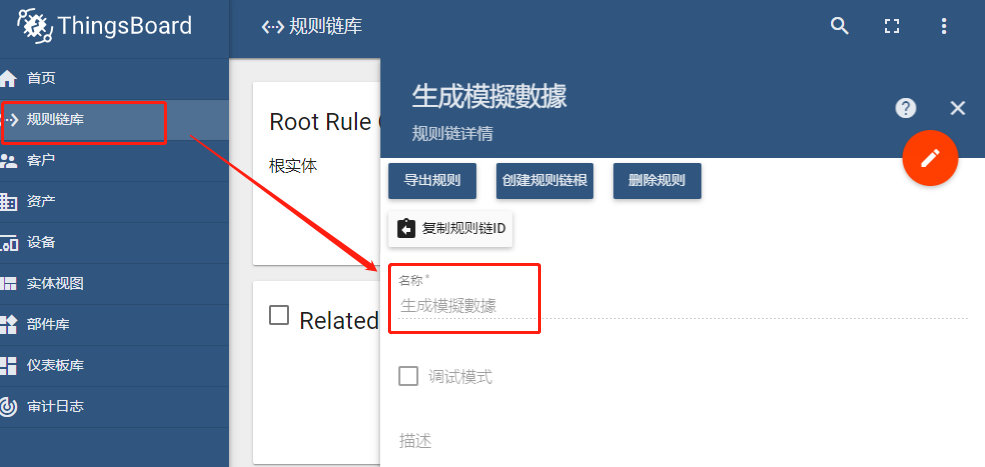 ThingsBoard
规则链库
首页
规则链库
客户
资产
设备
实体视图
部件库
仪表板库
审计日志
Root Rule
根实体
Related
生成模擬數據
规则链详情
导出规则
创建规则链根
删除规则
复制规则链ID
名称*
生成模擬數據
调试模式
描述